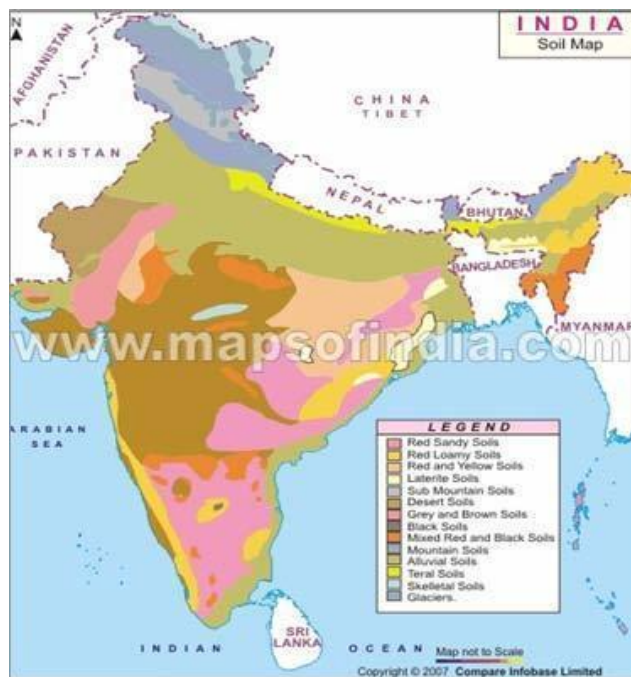 N
INDIA
Soil Map
AFGHANISTAN
CHINA
TIBET
PAKISTAN
NEPAL
BHUTAN
BANGLADESH
MYANMAR
www.mapsofindia.com
ARABIAN
SEA
LEGEND
Red Sandy Soils
Red Loamy Soils
Red and Yellow Soils
Laterite Soils
Sub Mountain Soils
Desert Soils
Grey and Brown Soils
Black Soils
Mixed Red and Black Soils
Mountain Soils
Alluvial Soils
Teral Soils
Skelletal Soils
Glaciers.
SRI
LANKA
INDIAN OCEAN
Map not to Scale
Copyright © 2007 Compare Infobase Limited